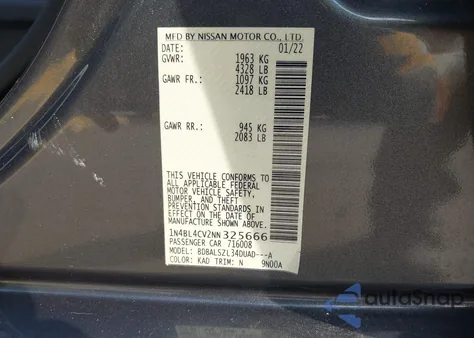 MFD BY NISSAN MOTOR CO., LTD.
DATE: 01/22
GVWR: 1963 KG
4328 LB
GAWR FR.: 1097 KG
2418 LB
GAWR RR.: 945 KG
2083 LB
THIS VEHICLE CONFORMS TO
ALL APPLICABLE FEDERAL
MOTOR VEHICLE SAFETY,
BUMPER, AND THEFT
PREVENTION STANDARDS IN
EFFECT ON THE DATE OF
MANUFACTURE SHOWN ABOVE.
1N4BL4CV2NN325666
PASSENGER CAR 716008
MODEL: BDBALSZL34DUAD---A
COLOR: KAD TRIM: N 9N00A
AutoSnap